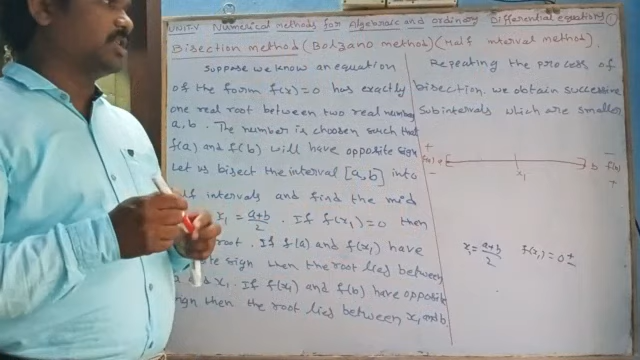 UNIT-V Numerical methods for Algebraic and ordinary Differential equations ①
Bisection method (Bolzano method) (Half interval method).
Suppose we know an equation
of the form f(x)=0 has exactly
one real root between two real number
a, b. The number is choosen such that
f(a) and f(b) will have opposite sign
Let us bisect the interval [a,b] into
intervals and find the mid
x₁ = a+b/2. If f(x₁)=0 then
root. If f(a) and f(x₁) have
sign then the root lies between
x₁. If f(x₁) and f(b) have opposite
sign then the root lies between x₁ and b
Repeating the process of
bisection we obtain successive
subintervals which are smaller
+ −
f(a) a b f(b)
− x₁ +
x₁ = a+b/2 f(x₁) = 0 ±